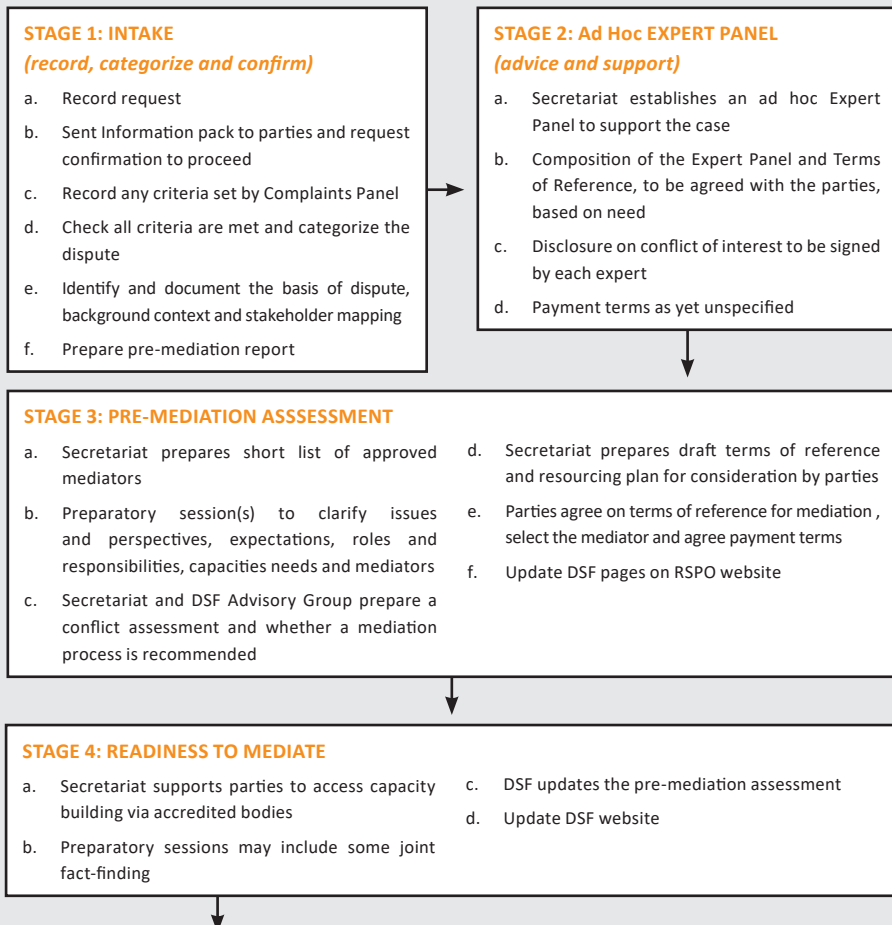 STAGE 1: INTAKE
(record, categorize and confirm)
a. Record request
b. Sent Information pack to parties and request
confirmation to proceed
c. Record any criteria set by Complaints Panel
d. Check all criteria are met and categorize the
dispute
e. Identify and document the basis of dispute,
background context and stakeholder mapping
f. Prepare pre-mediation report
STAGE 2: Ad Hoc EXPERT PANEL
(advice and support)
a. Secretariat establishes an ad hoc Expert
Panel to support the case
b. Composition of the Expert Panel and Terms
of Reference, to be agreed with the parties,
based on need
c. Disclosure on conflict of interest to be signed
by each expert
d. Payment terms as yet unspecified
STAGE 3: PRE-MEDIATION ASSSESSMENT
a. Secretariat prepares short list of approved
mediators
b. Preparatory session(s) to clarify issues
and perspectives, expectations, roles and
responsibilities, capacities needs and mediators
c. Secretariat and DSF Advisory Group prepare a
conflict assessment and whether a mediation
process is recommended
d. Secretariat prepares draft terms of reference
and resourcing plan for consideration by parties
e. Parties agree on terms of reference for mediation ,
select the mediator and agree payment terms
f. Update DSF pages on RSPO website
STAGE 4: READINESS TO MEDIATE
a. Secretariat supports parties to access capacity
building via accredited bodies
b. Preparatory sessions may include some joint
fact-finding
c. DSF updates the pre-mediation assessment
d. Update DSF website